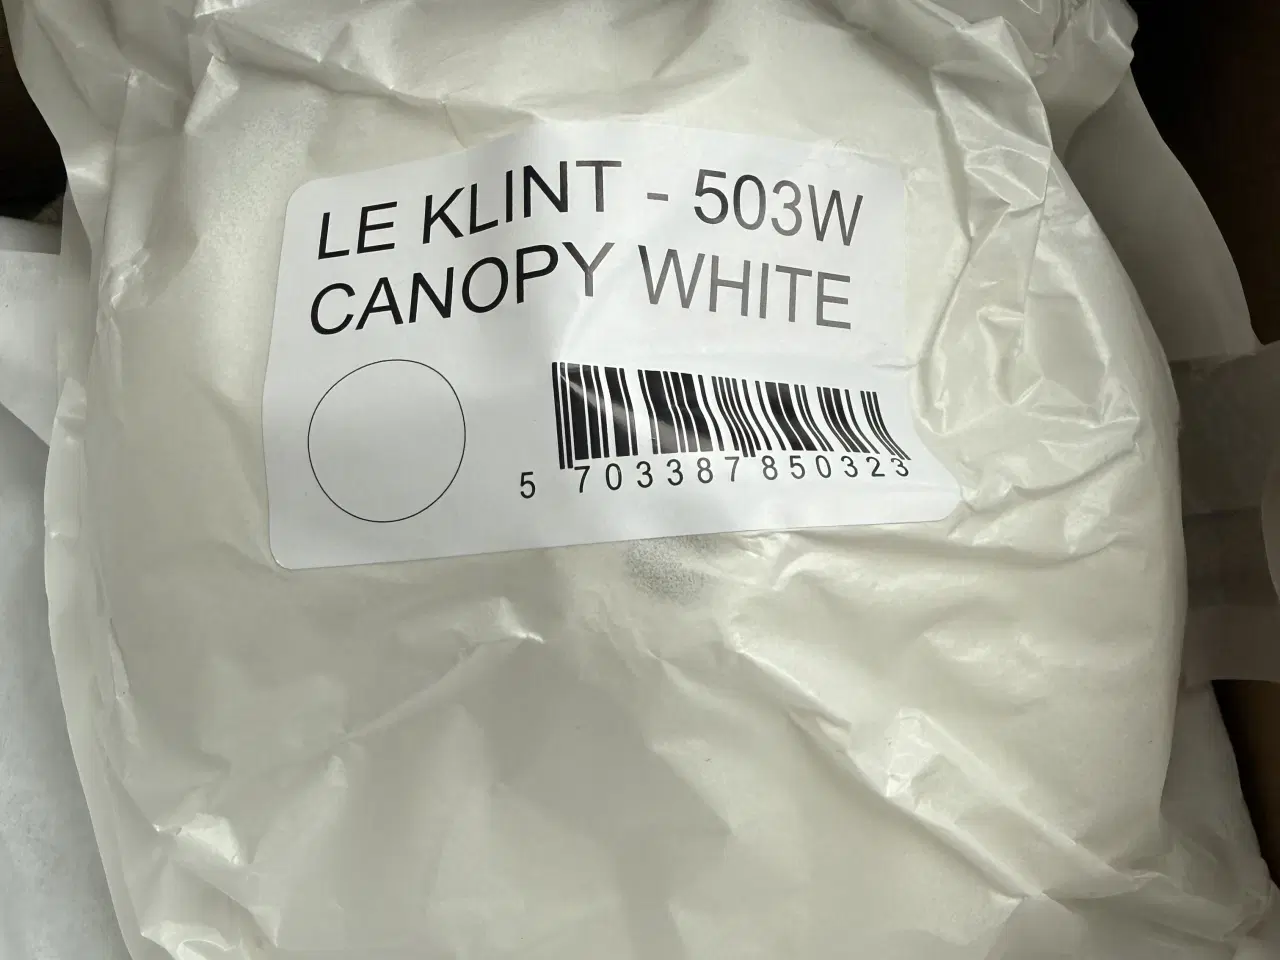 LE KLINT - 503W
CANOPY WHITE
5 703387 850323